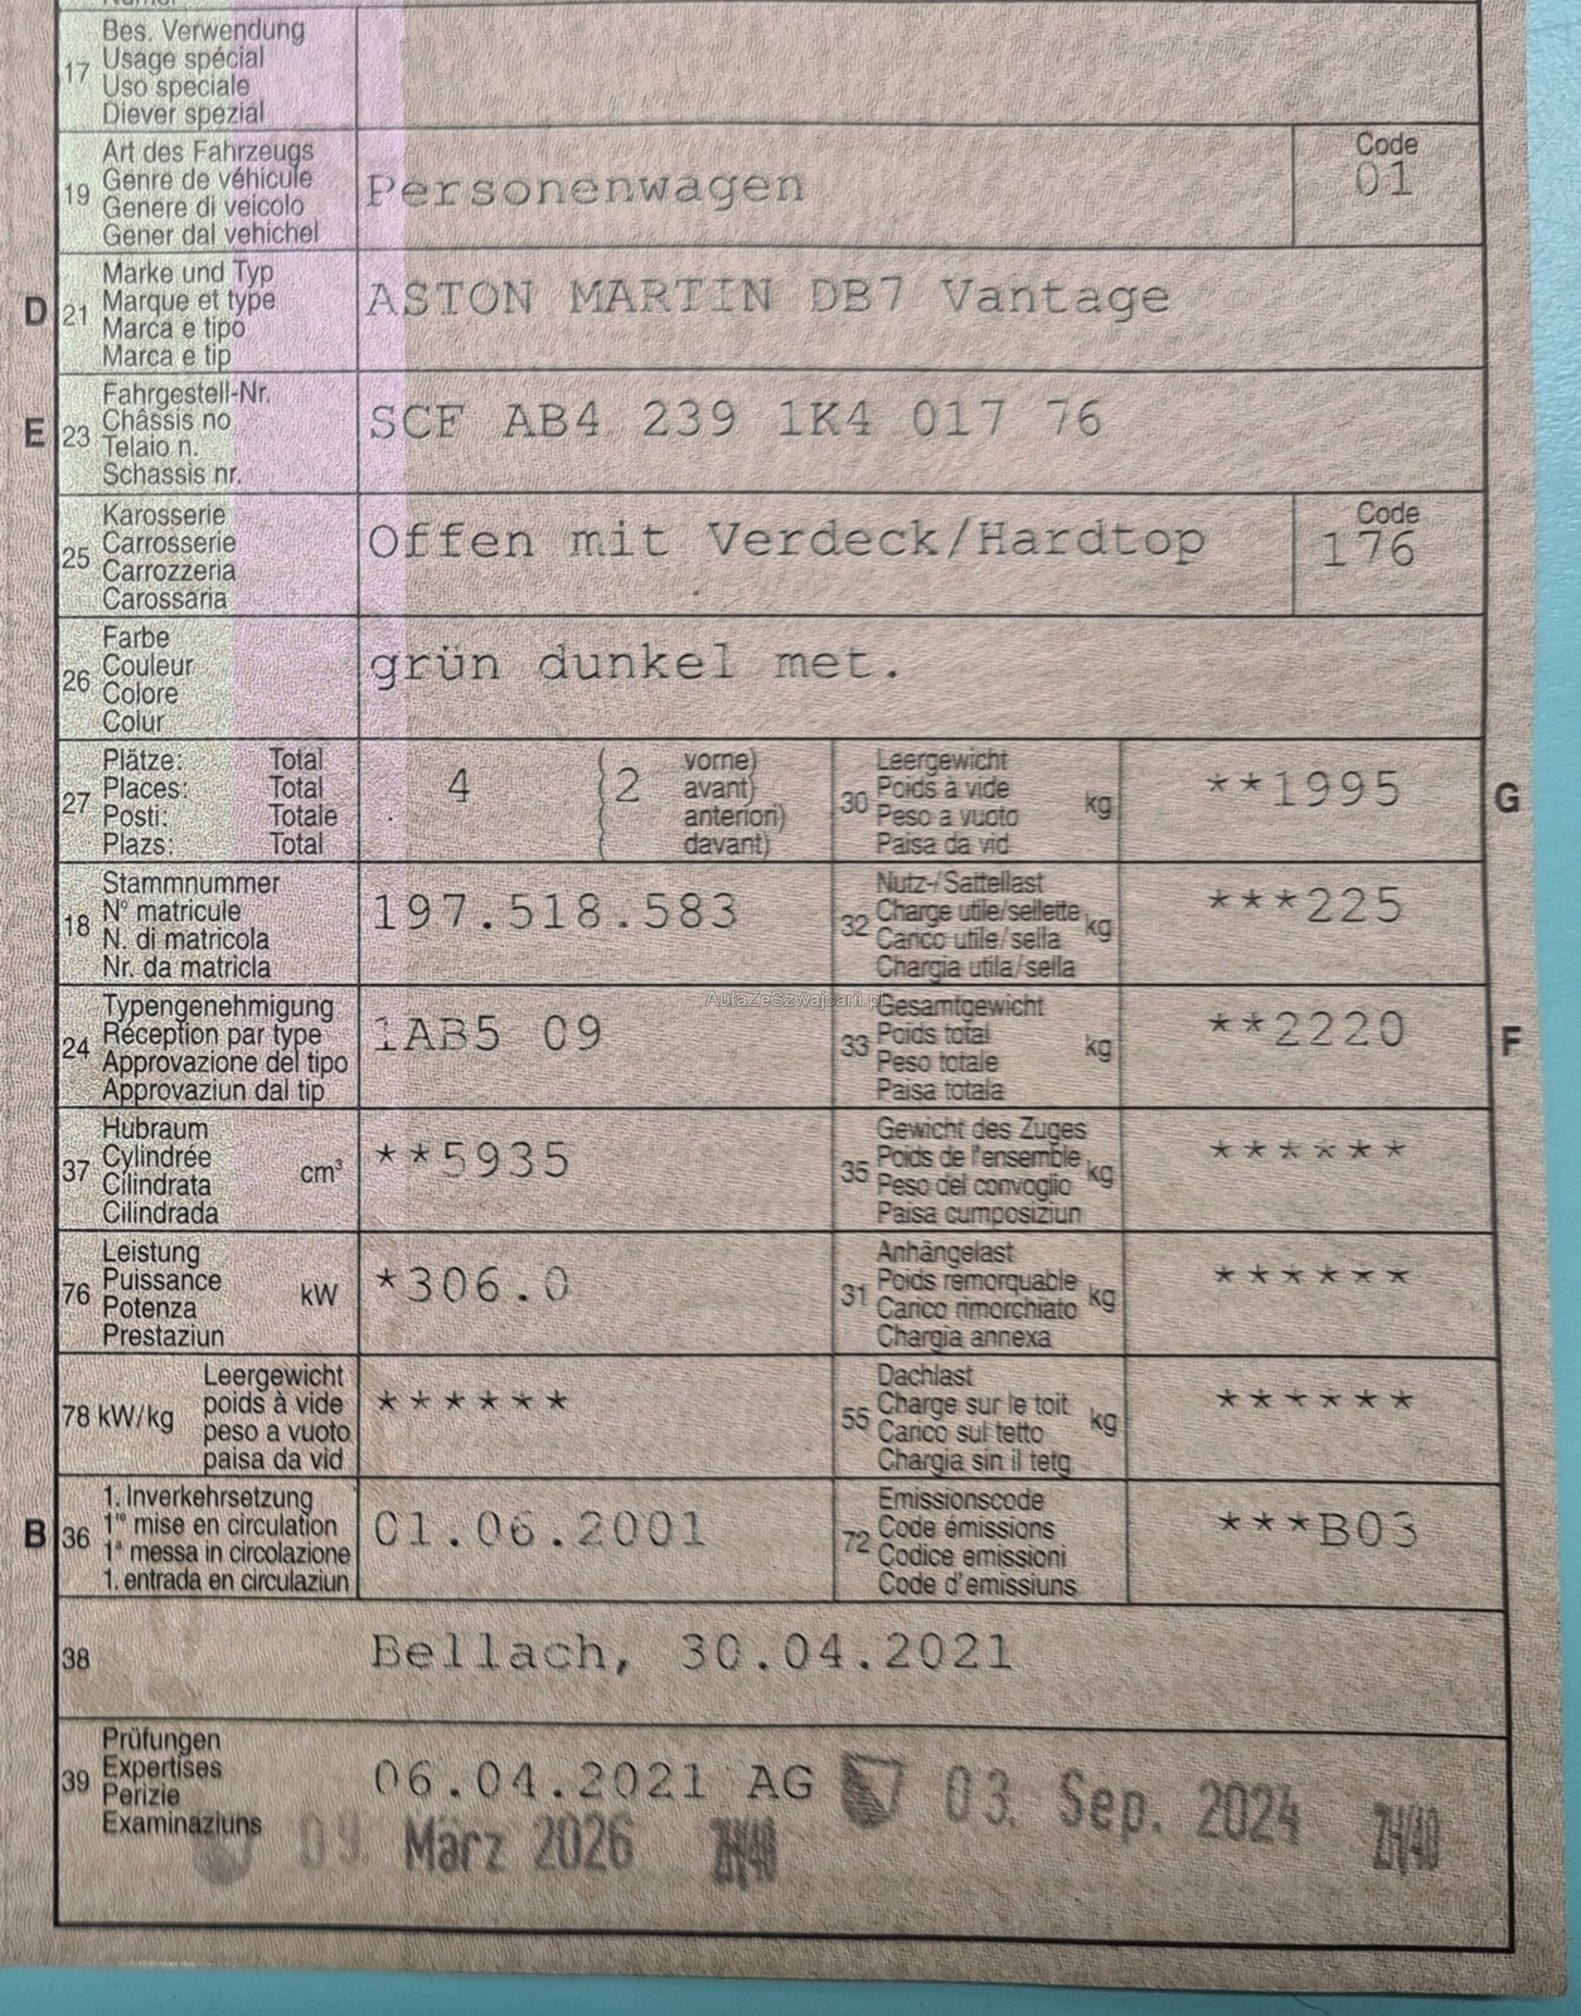 17 Bes. Verwendung
Usage spécial
Uso speciale
Diever spezial
19 Art des Fahrzeugs
Genre de véhicule
Genere di veicolo
Gener dal vehichel
Personenwagen
Code
01
D 21 Marke und Typ
Marque et type
Marca e tipo
Marca e tip
ASTON MARTIN DB7 Vantage
E 23 Fahrgestell-Nr.
Châssis no
Telaio n.
Schassis nr.
SCF AB4 239 1K4 017 76
25 Karosserie
Carrosserie
Carrozzeria
Carossaria
Offen mit Verdeck/Hardtop
Code
176
26 Farbe
Couleur
Colore
Colur
grün dunkel met.
27 Plätze: Total
Places: Total
Posti: Totale
Plazs: Total
4 (2 vorne)
avant)
anteriori)
davant)
30 Leergewicht
Poids à vide
Peso a vuoto
Paisa da vid
kg
**1995
G
18 Stammnummer
N° matricule
N. di matricola
Nr. da matricla
197.518.583
32 Nutz-/Sattellast
Charge utile/sellette
Carico utile/sella
Chargia utila/sella
kg
***225
AutaZeSzwajcarii.pl
24 Typengenehmigung
Réception par type
Approvazione del tipo
Approvaziun dal tip
1AB5 09
33 Gesamtgewicht
Poids total
Peso totale
Paisa totala
kg
**2220
F
37 Hubraum
Cylindrée
Cilindrata
Cilindrada
cm³
**5935
35 Gewicht des Zuges
Poids de l'ensemble
Peso del convoglio
Paisa cumposiziun
kg
******
76 Leistung
Puissance
Potenza
Prestaziun
kW
*306.0
31 Anhängelast
Poids remorquable
Carico rimorchiato
Chargia annexa
kg
******
78 kW/kg
Leergewicht
poids à vide
peso a vuoto
paisa da vid
******
55 Dachlast
Charge sur le toit
Carico sul tetto
Chargia sin il tetg
kg
******
B 36 1. Inverkehrsetzung
1re mise en circulation
1a messa in circolazione
1. entrada en circulaziun
01.06.2001
72 Emissionscode
Code émissions
Codice emissioni
Code d'emissiuns
***B03
38 Bellach, 30.04.2021
39 Prüfungen
Expertises
Perizie
Examinaziuns
06.04.2021 AG
03. Sep. 2024 ZH/40
09. März 2026 ZH/48